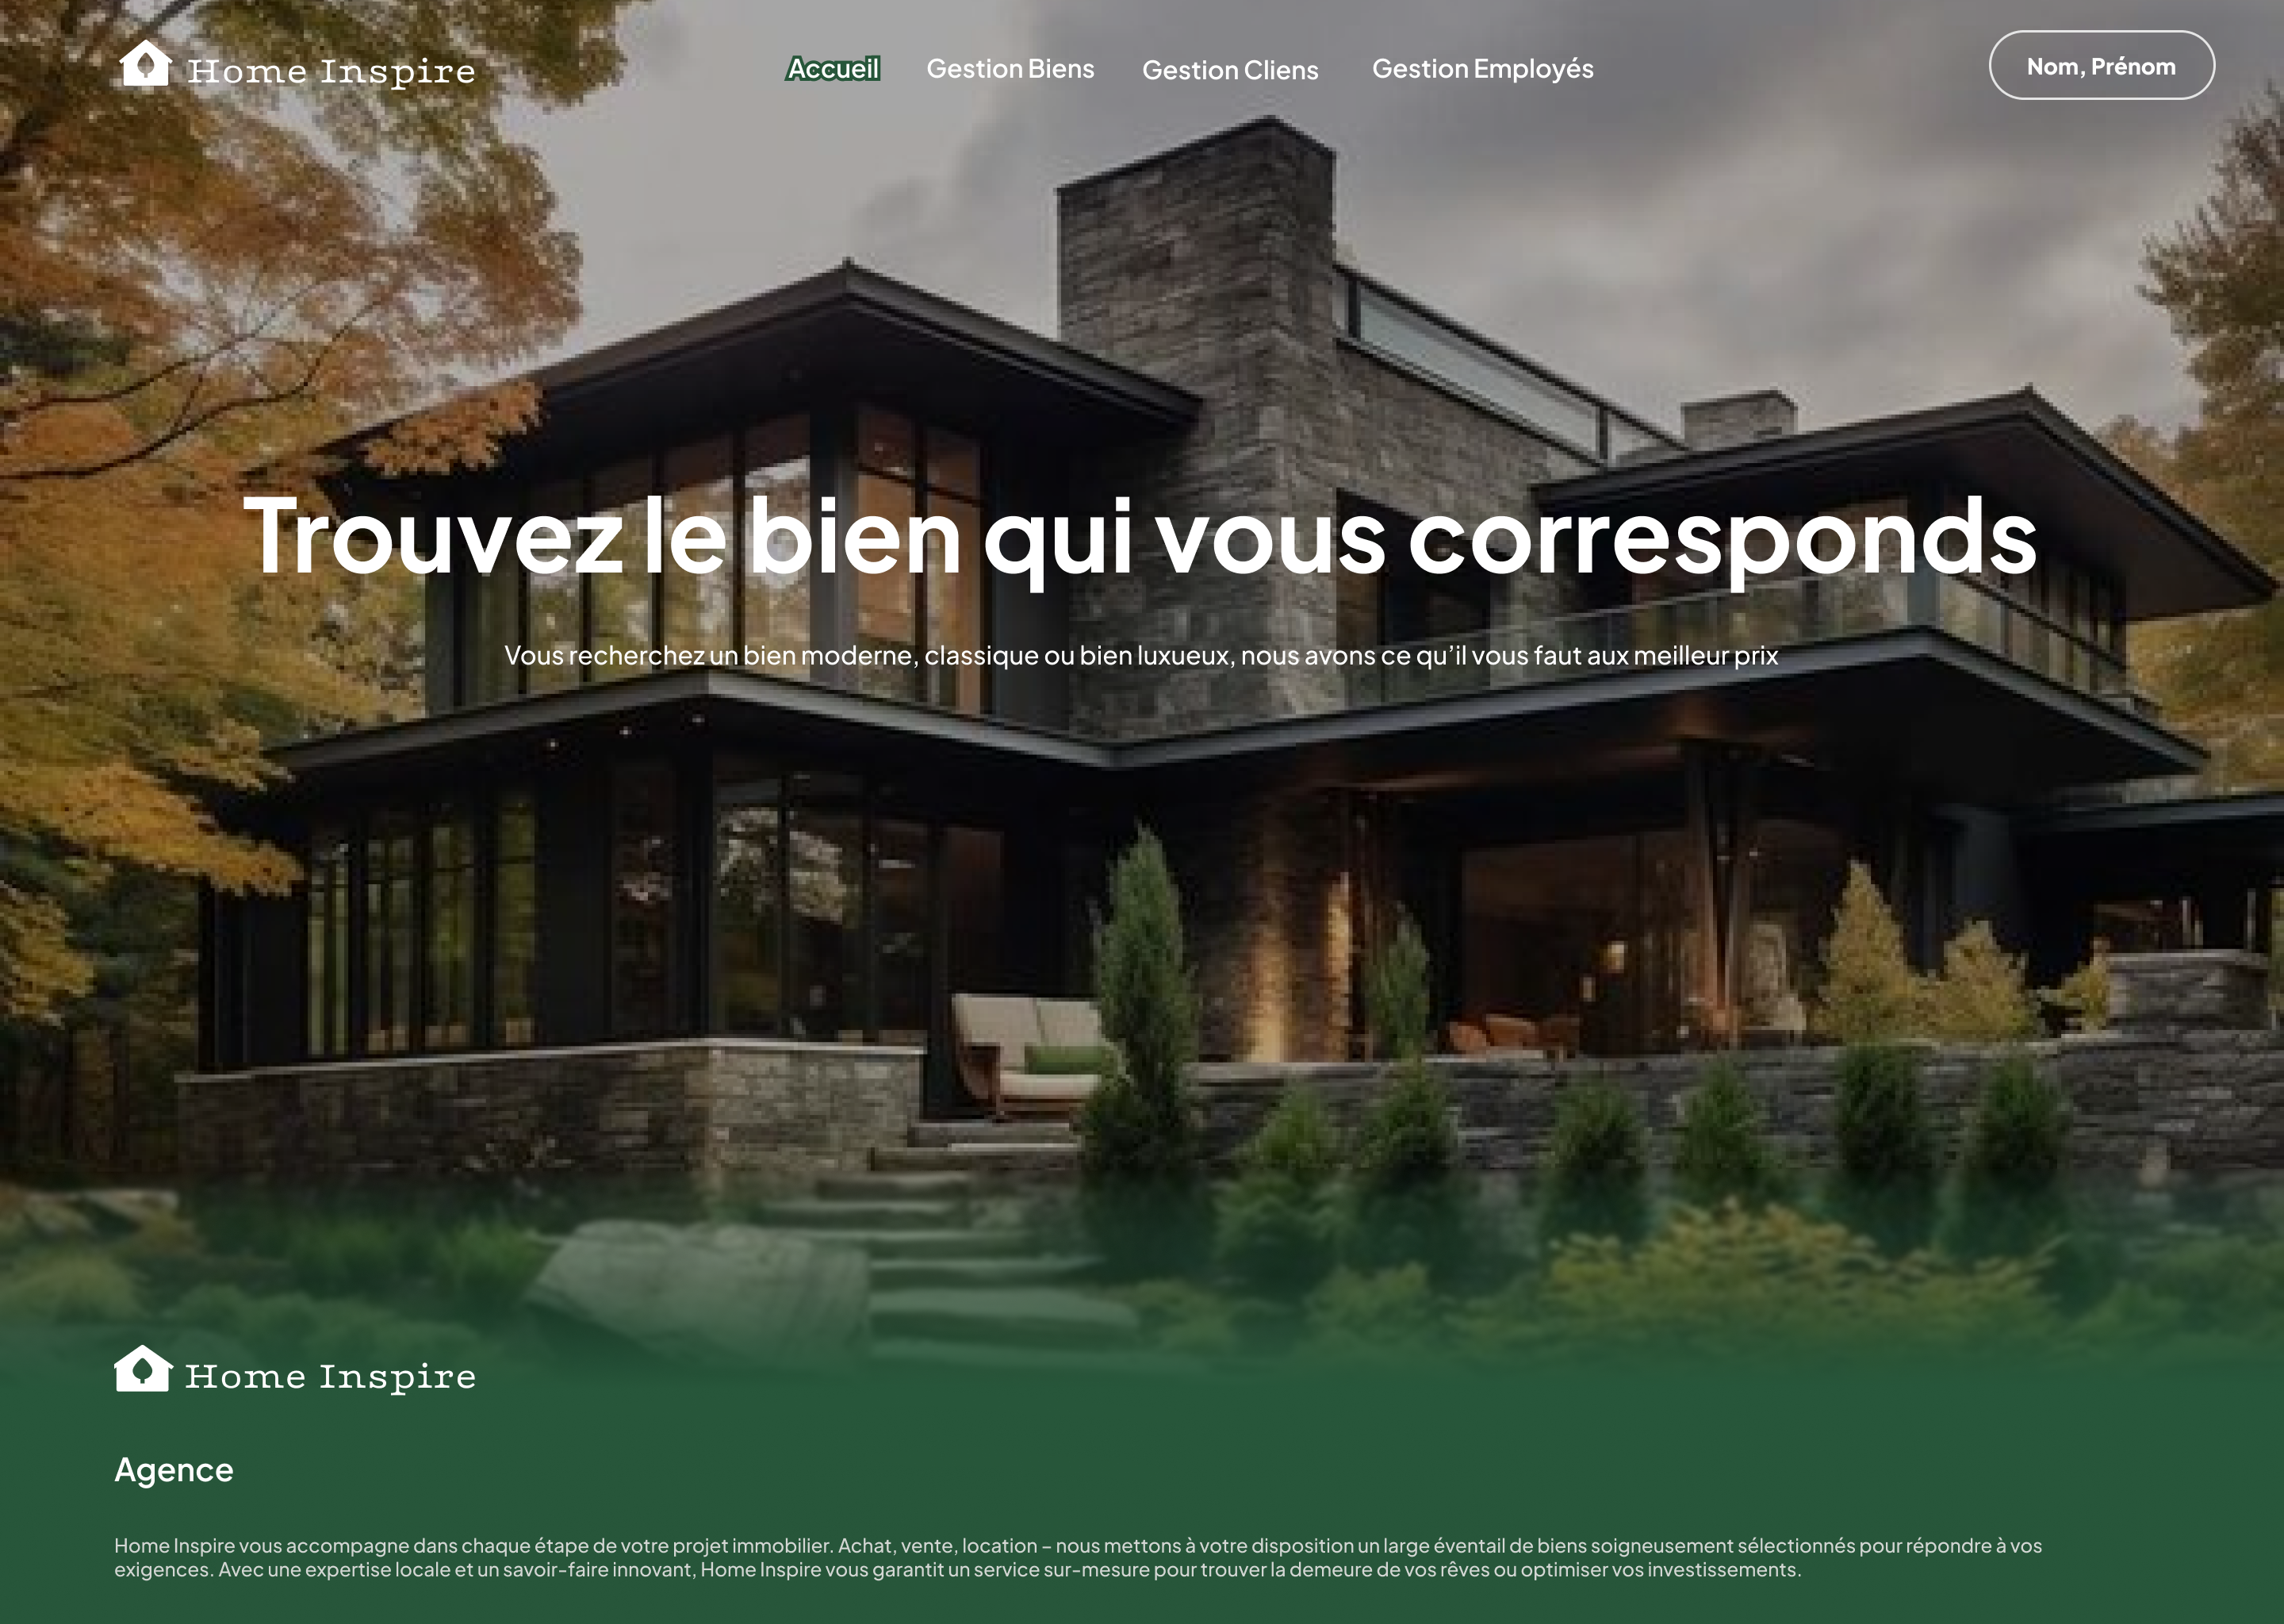 Home Inspire
Accueil
Gestion Biens
Gestion Cliens
Gestion Employés
Nom, Prénom
Trouvez le bien qui vous corresponds
Vous recherchez un bien moderne, classique ou bien luxueux, nous avons ce qu’il vous faut aux meilleur prix
Home Inspire
Agence
Home Inspire vous accompagne dans chaque étape de votre projet immobilier. Achat, vente, location – nous mettons à votre disposition un large éventail de biens soigneusement sélectionnés pour répondre à vos
exigences. Avec une expertise locale et un savoir-faire innovant, Home Inspire vous garantit un service sur-mesure pour trouver la demeure de vos rêves ou optimiser vos investissements.